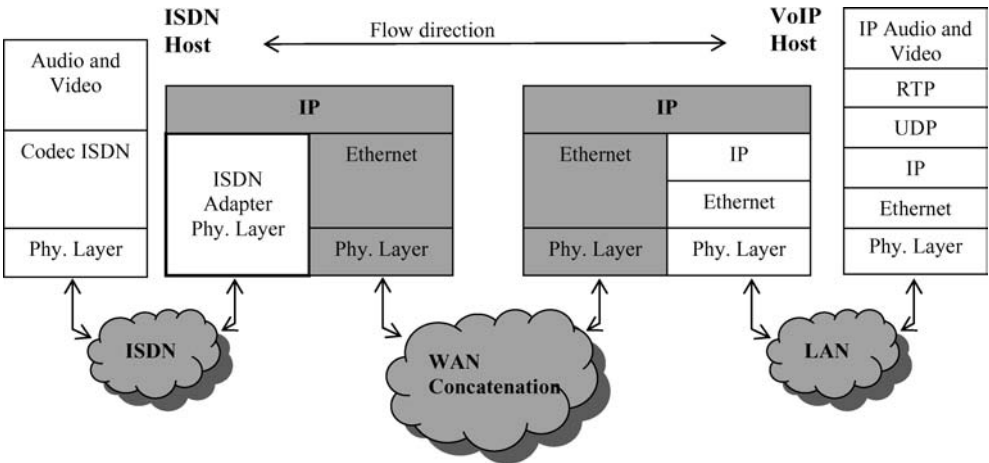 ISDN
Host
Flow direction
VoIP
Host
Audio and
Video
Codec ISDN
Phy. Layer
IP
ISDN
Adapter
Phy. Layer
Ethernet
Phy. Layer
IP
Ethernet
Phy. Layer
IP
Ethernet
Phy. Layer
IP Audio and
Video
RTP
UDP
IP
Ethernet
Phy. Layer
ISDN
WAN
Concatenation
LAN